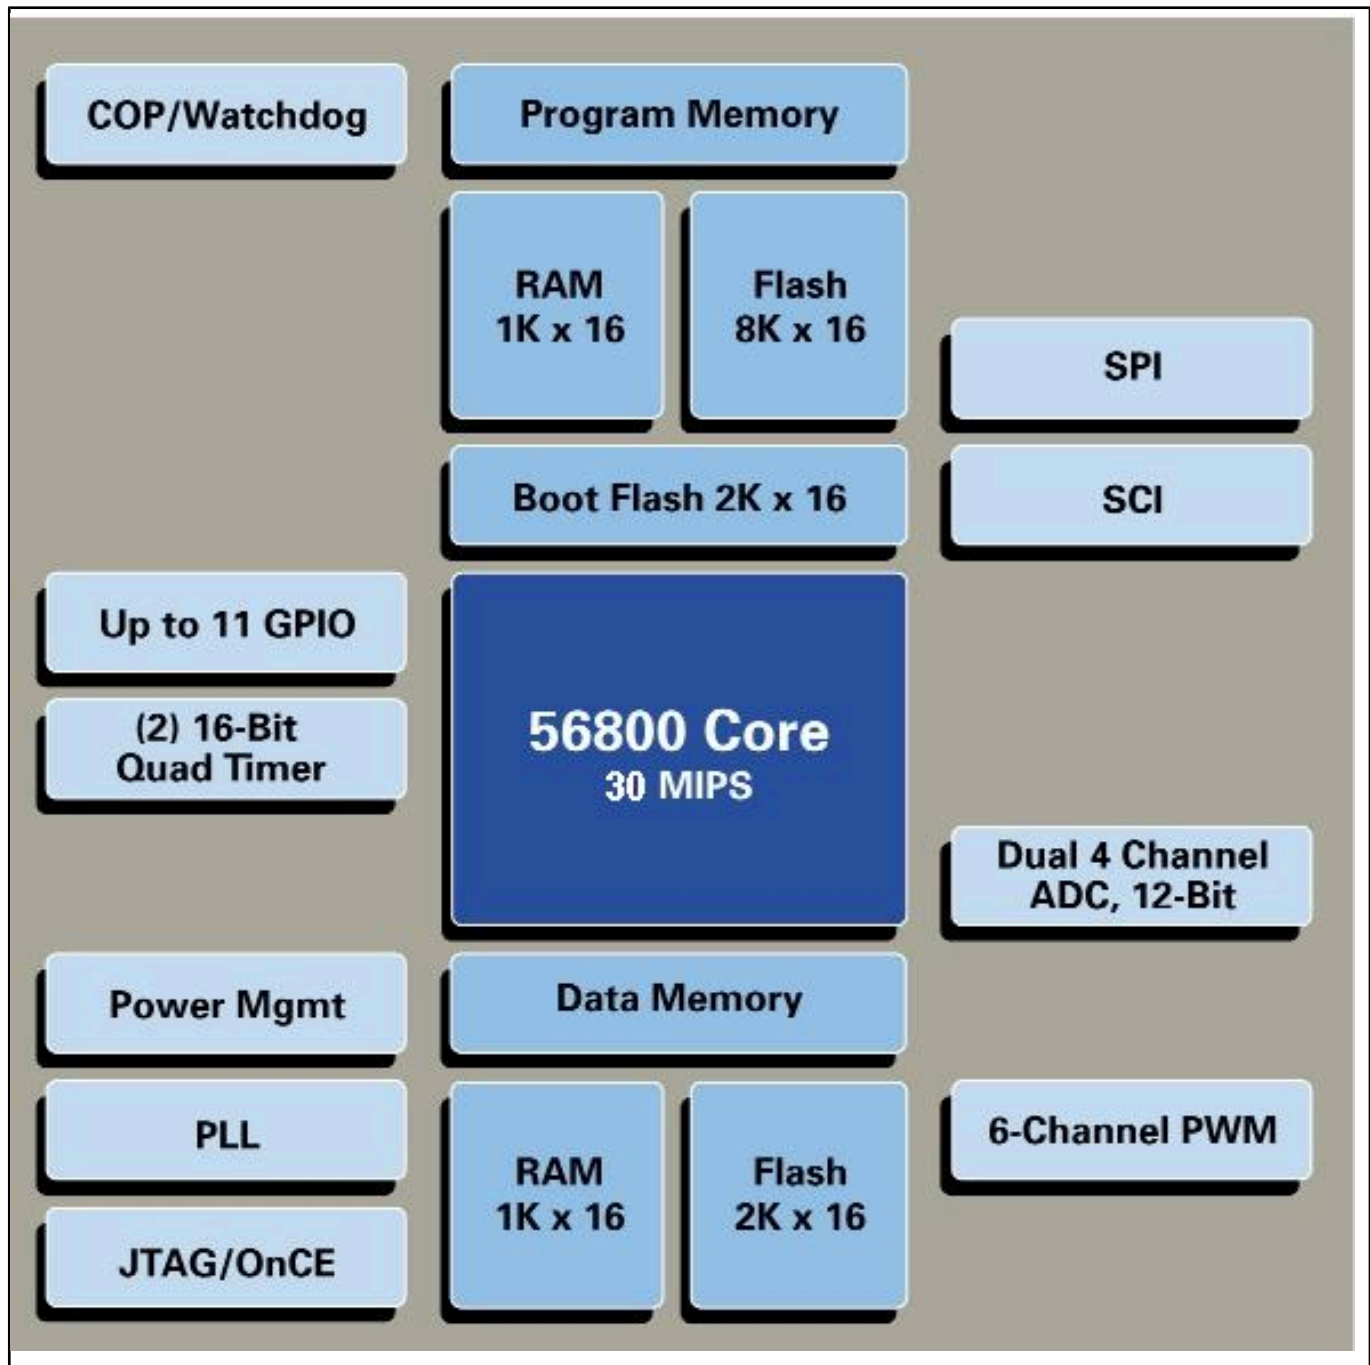 COP/Watchdog
Program Memory
RAM
1K x 16
Flash
8K x 16
SPI
Boot Flash 2K x 16
SCI
Up to 11 GPIO
(2) 16-Bit
Quad Timer
56800 Core
30 MIPS
Dual 4 Channel
ADC, 12-Bit
Power Mgmt
Data Memory
PLL
RAM
1K x 16
Flash
2K x 16
6-Channel PWM
JTAG/OnCE